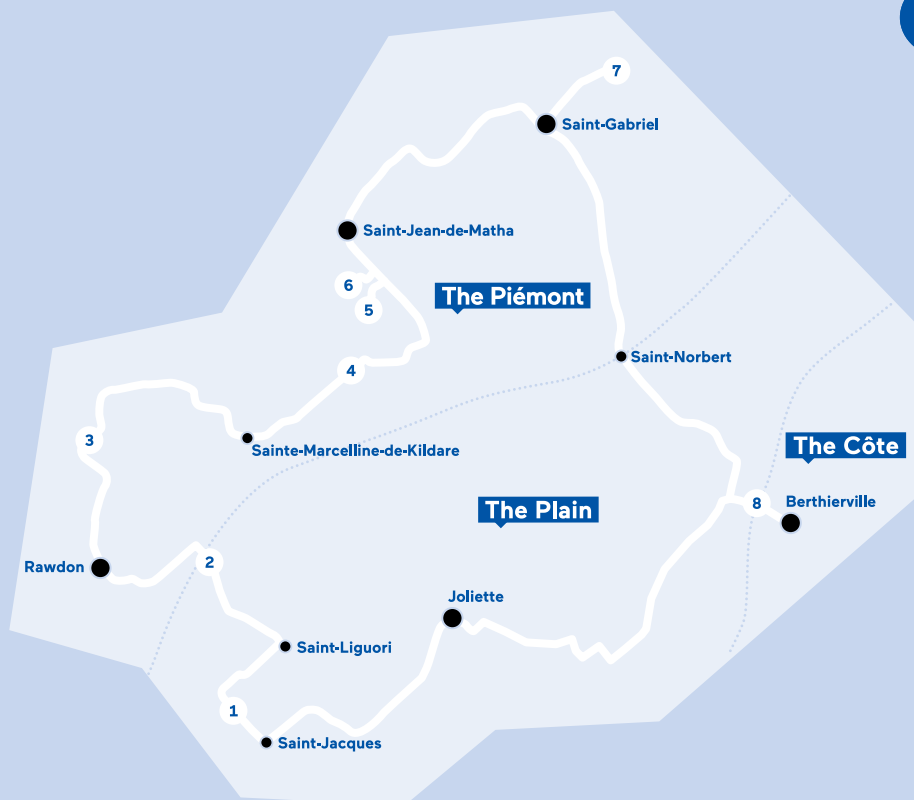 7
Saint-Gabriel
Saint-Jean-de-Matha
6
The Piémont
5
Saint-Norbert
4
3
The Côte
Sainte-Marcelline-de-Kildare
8
Berthierville
The Plain
2
Rawdon
Joliette
Saint-Liguori
1
Saint-Jacques